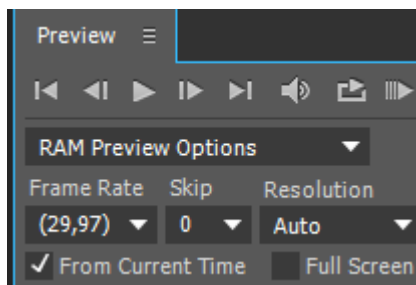 Preview
RAM Preview Options
Frame Rate Skip Resolution
(29,97) 0 Auto
From Current Time Full Screen